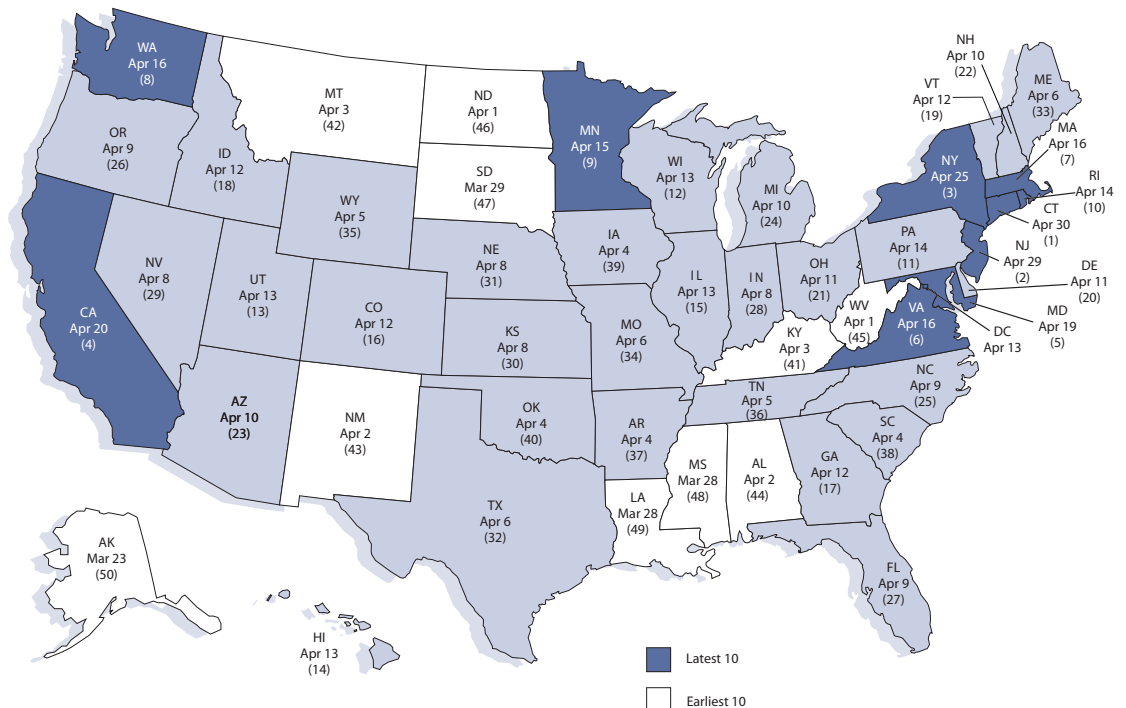 WA
Apr 16
(8)
MT
Apr 3
(42)
ND
Apr 1
(46)
MN
Apr 15
(9)
NH
Apr 10
(22)
VT
Apr 12
(19)
ME
Apr 6
(33)
MA
Apr 16
(7)
RI
Apr 14
(10)
CT
Apr 30
(1)
NJ
Apr 29
(2)
DE
Apr 11
(20)
MD
Apr 19
(5)
DC
Apr 13
OR
Apr 9
(26)
ID
Apr 12
(18)
SD
Mar 29
(47)
WI
Apr 13
(12)
MI
Apr 10
(24)
NY
Apr 25
(3)
WY
Apr 5
(35)
PA
Apr 14
(11)
NE
Apr 8
(31)
IA
Apr 4
(39)
NV
Apr 8
(29)
UT
Apr 13
(13)
CO
Apr 12
(16)
CA
Apr 20
(4)
IL
Apr 13
(15)
IN
Apr 8
(28)
OH
Apr 11
(21)
WV
Apr 1
(45)
VA
Apr 16
(6)
KS
Apr 8
(30)
MO
Apr 6
(34)
KY
Apr 3
(41)
NC
Apr 9
(25)
TN
Apr 5
(36)
AZ
Apr 10
(23)
NM
Apr 2
(43)
OK
Apr 4
(40)
AR
Apr 4
(37)
SC
Apr 4
(38)
MS
Mar 28
(48)
AL
Apr 2
(44)
GA
Apr 12
(17)
TX
Apr 6
(32)
LA
Mar 28
(49)
FL
Apr 9
(27)
AK
Mar 23
(50)
HI
Apr 13
(14)
Latest 10
Earliest 10